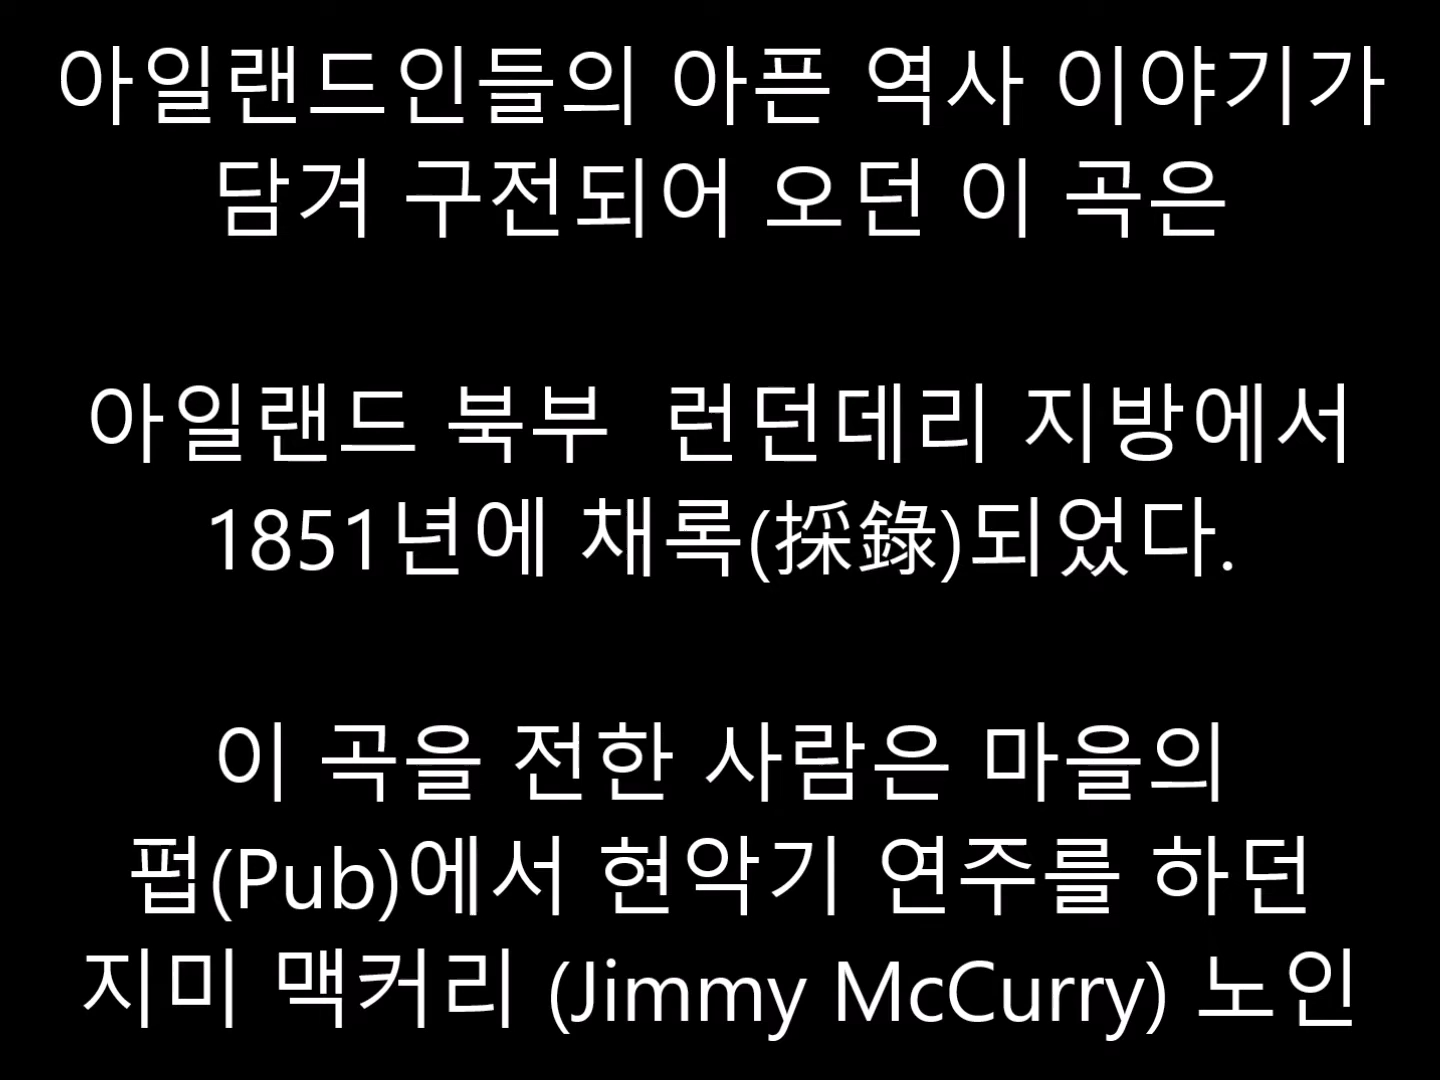 아일랜드인들의 아픈 역사 이야기가
담겨 구전되어 오던 이 곡은
아일랜드 북부 런던데리 지방에서
1851년에 채록(採錄)되었다.
이 곡을 전한 사람은 마을의
펍(Pub)에서 현악기 연주를 하던
지미 맥커리 (Jimmy McCurry) 노인